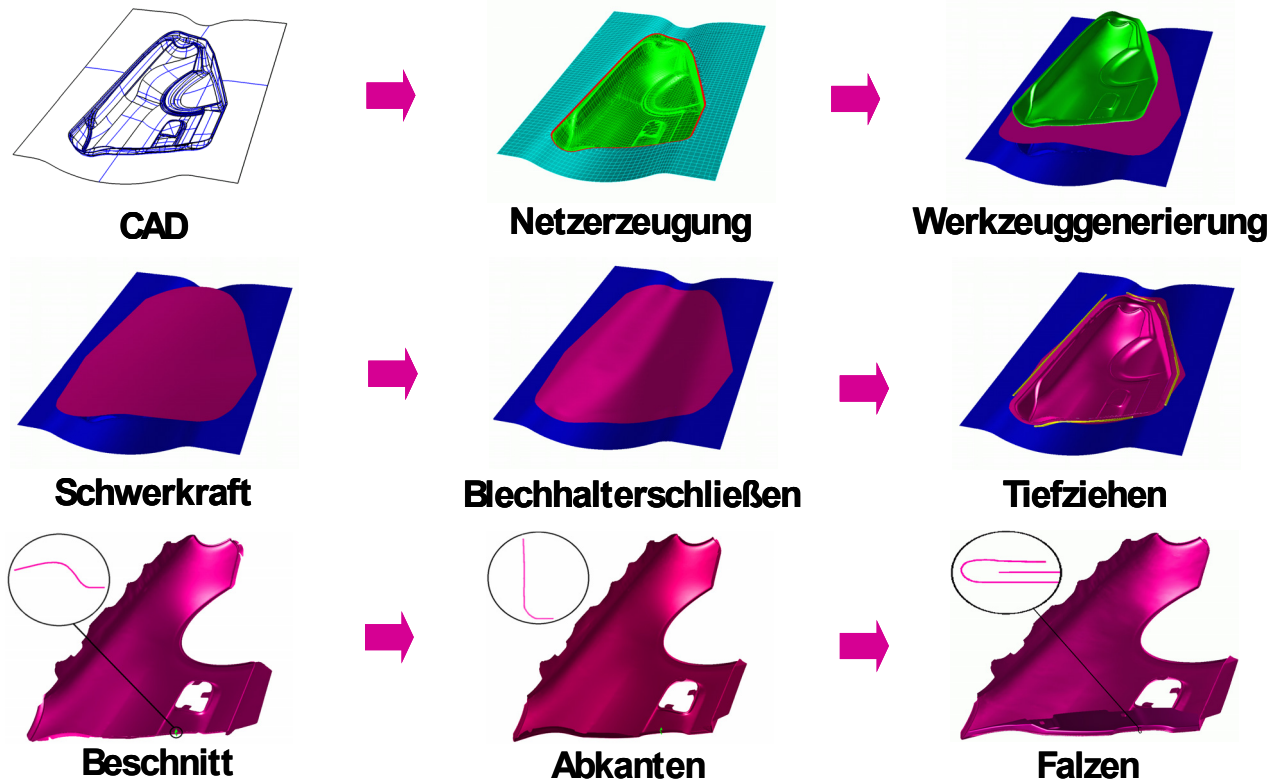 CAD
Netzerzeugung
Werkzeuggenerierung
Schwerkraft
Blechhalterschließen
Tiefziehen
Beschnitt
Abkanten
Falzen